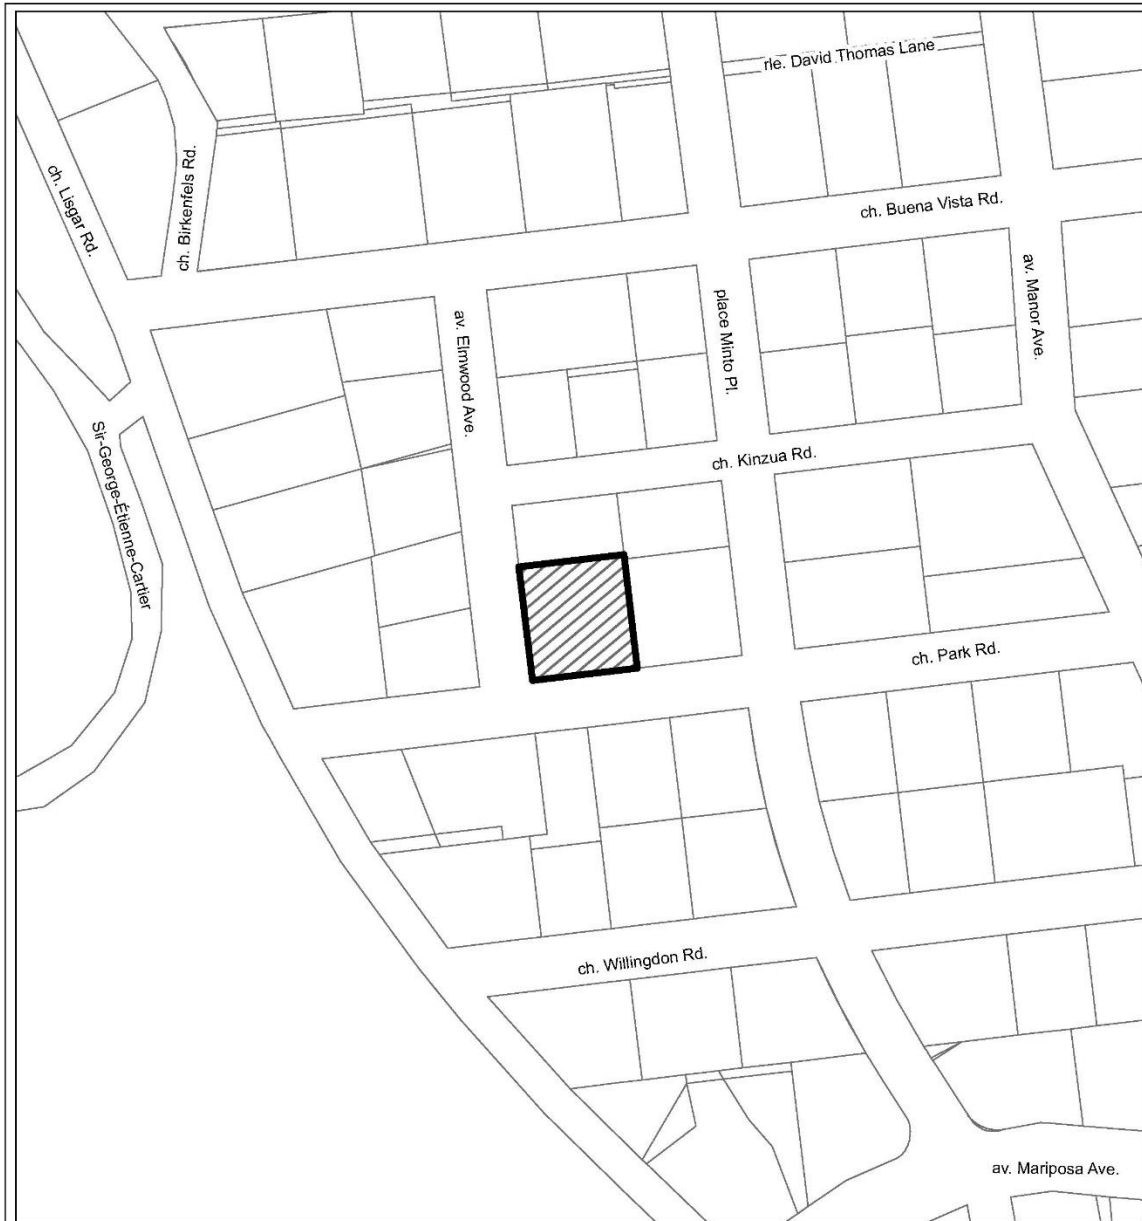 rle. David Thomas Lane
ch. Lisgar Rd.
ch. Birkenfels Rd.
ch. Buena Vista Rd.
av. Manor Ave.
place Minto Pl.
av. Elmwood Ave.
ch. Kinzua Rd.
Sir-George-Étienne-Cartier
ch. Park Rd.
ch. Willingdon Rd.
av. Mariposa Ave.